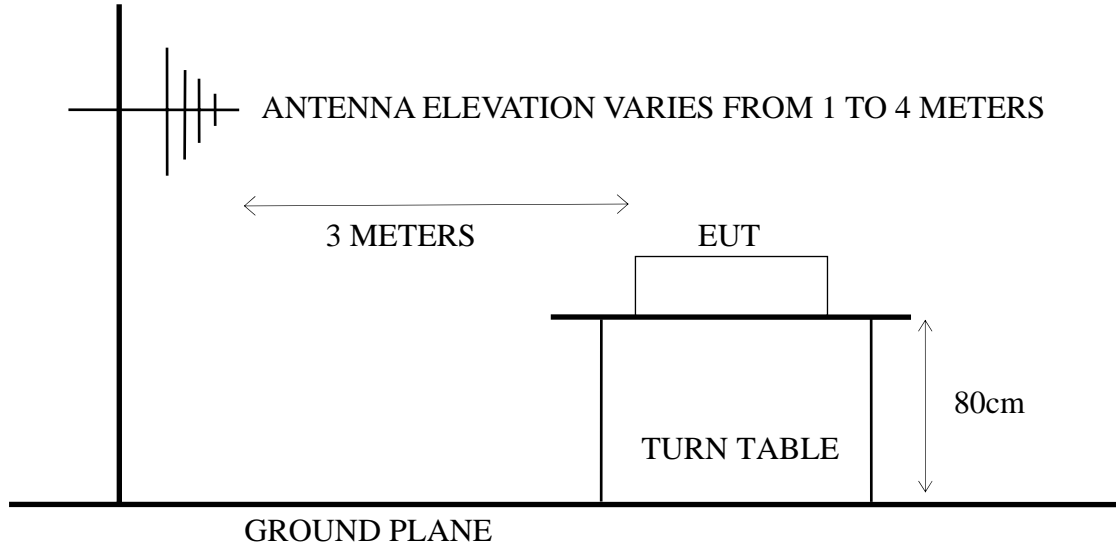 ANTENNA ELEVATION VARIES FROM 1 TO 4 METERS
3 METERS
EUT
80cm
TURN TABLE
GROUND PLANE